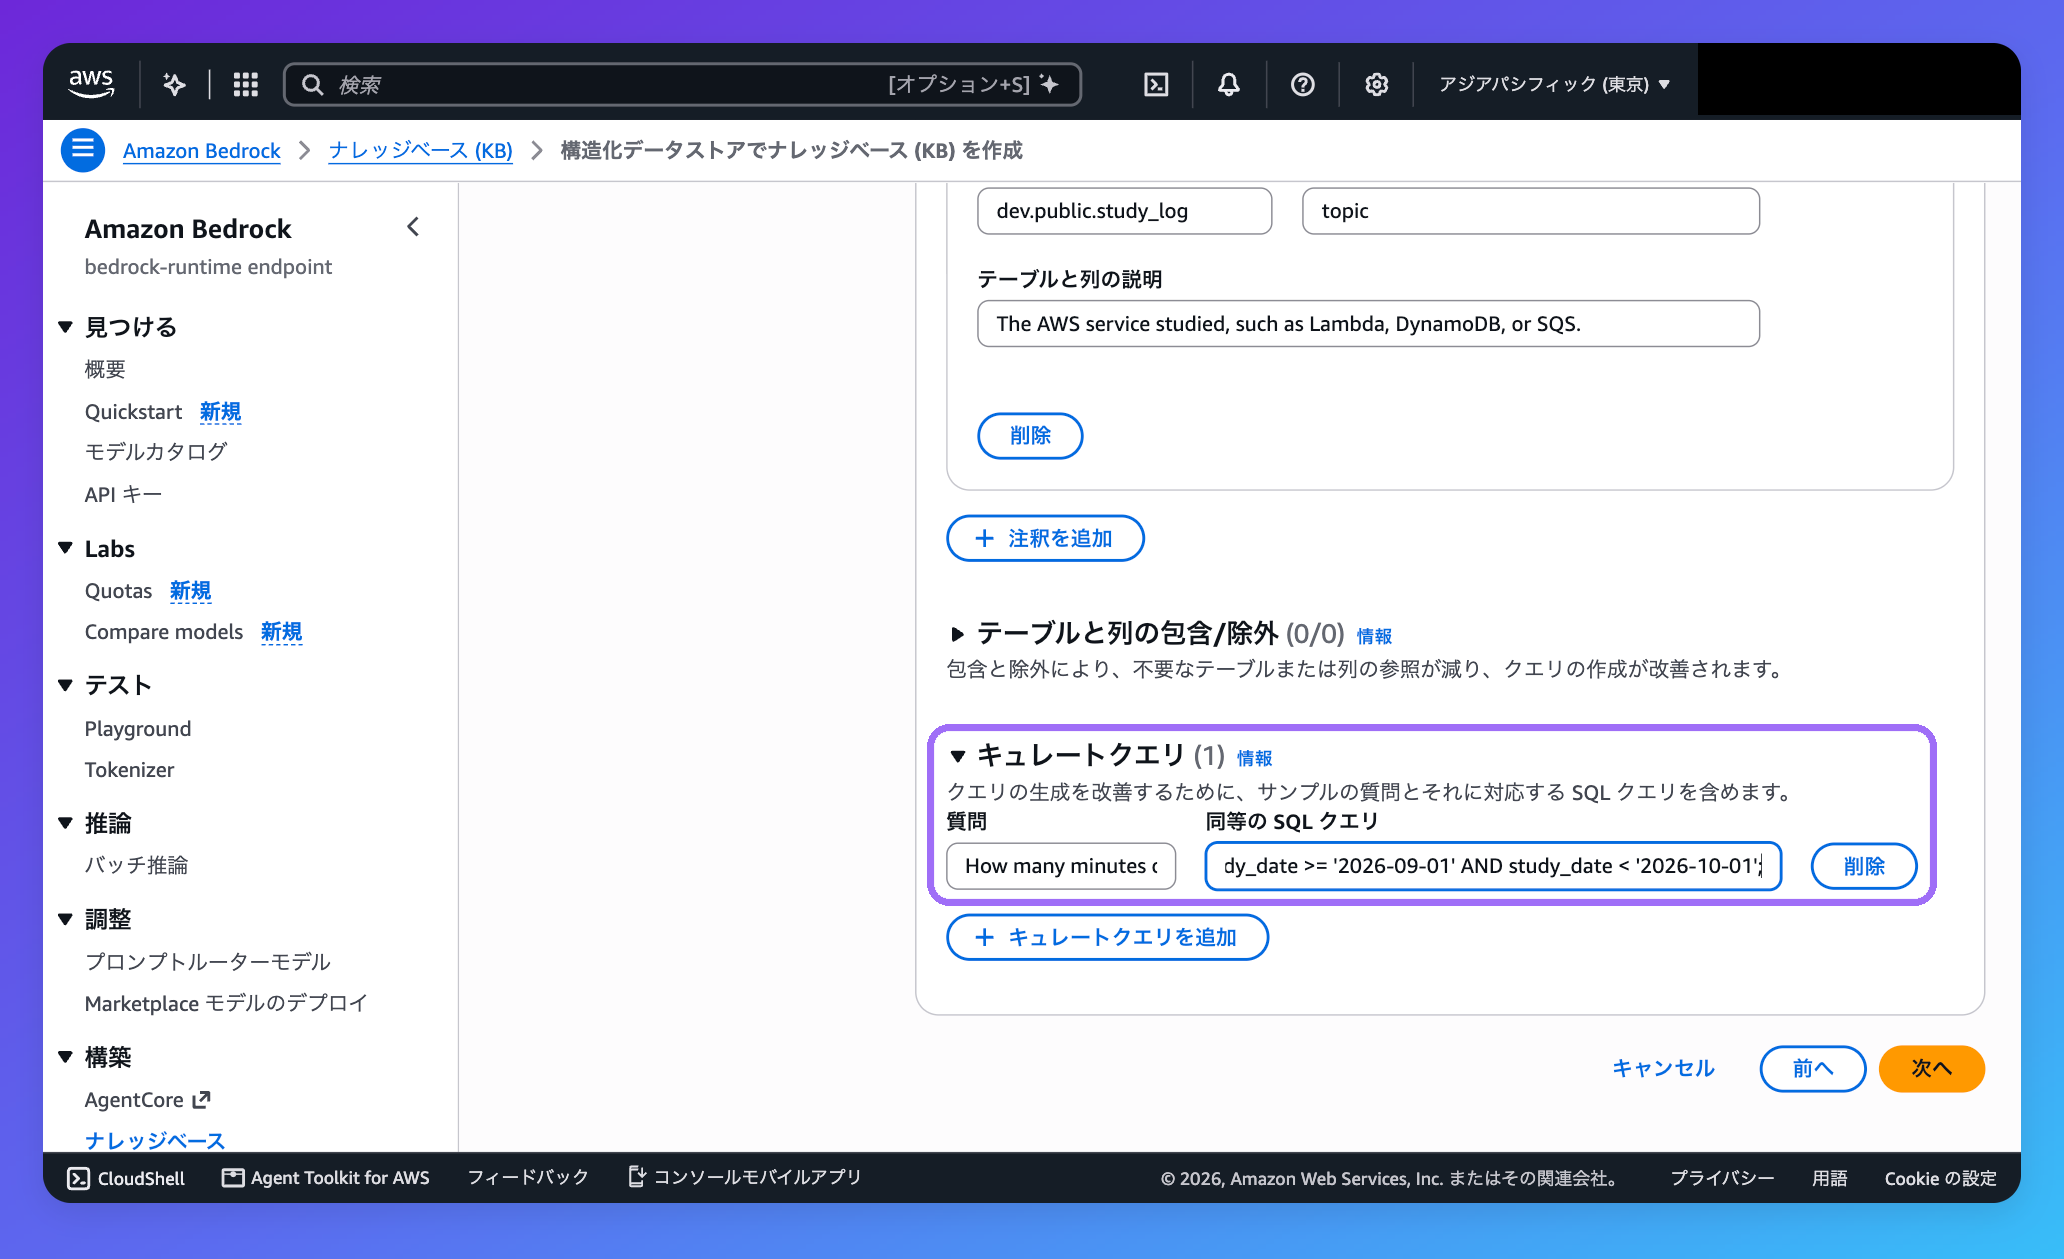 aws
検索 [オプション+S]
アジアパシフィック (東京) ▼
Amazon Bedrock > ナレッジベース (KB) > 構造化データストアでナレッジベース (KB) を作成
Amazon Bedrock
bedrock-runtime endpoint
▼ 見つける
概要
Quickstart 新規
モデルカタログ
API キー
▼ Labs
Quotas 新規
Compare models 新規
▼ テスト
Playground
Tokenizer
▼ 推論
バッチ推論
▼ 調整
プロンプトルーターモデル
Marketplace モデルのデプロイ
▼ 構築
AgentCore
ナレッジベース
dev.public.study_log topic
テーブルと列の説明
The AWS service studied, such as Lambda, DynamoDB, or SQS.
削除
+ 注釈を追加
▶ テーブルと列の包含/除外 (0/0) 情報
包含と除外により、不要なテーブルまたは列の参照が減り、クエリの作成が改善されます。
▼ キュレートクエリ (1) 情報
クエリの生成を改善するために、サンプルの質問とそれに対応する SQL クエリを含めます。
質問 同等の SQL クエリ
How many minutes dy_date >= '2026-09-01' AND study_date < '2026-10-01'; 削除
+ キュレートクエリを追加
キャンセル 前へ 次へ
CloudShell Agent Toolkit for AWS フィードバック コンソールモバイルアプリ © 2026, Amazon Web Services, Inc. またはその関連会社。 プライバシー 用語 Cookie の設定